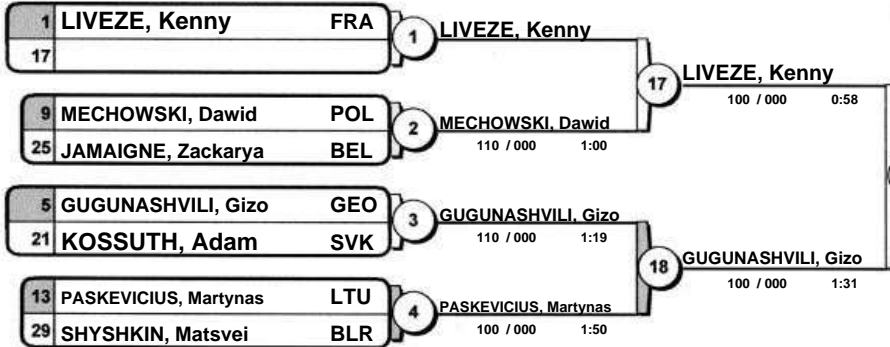 1 LIVEZE, Kenny FRA
17
1
LIVEZE, Kenny
9 MECHOWSKI, Dawid POL
25 JAMAIGNE, Zackarya BEL
2
MECHOWSKI, Dawid
110 / 000 1:00
17
LIVEZE, Kenny
100 / 000 0:58
5 GUGUNASHVILI, Gizo GEO
21 KOSSUTH, Adam SVK
3
GUGUNASHVILI, Gizo
110 / 000 1:19
13 PASKEVICIUS, Martynas LTU
29 SHYSHKIN, Matsvei BLR
4
PASKEVICIUS, Martynas
100 / 000 1:50
18
GUGUNASHVILI, Gizo
100 / 000 1:31